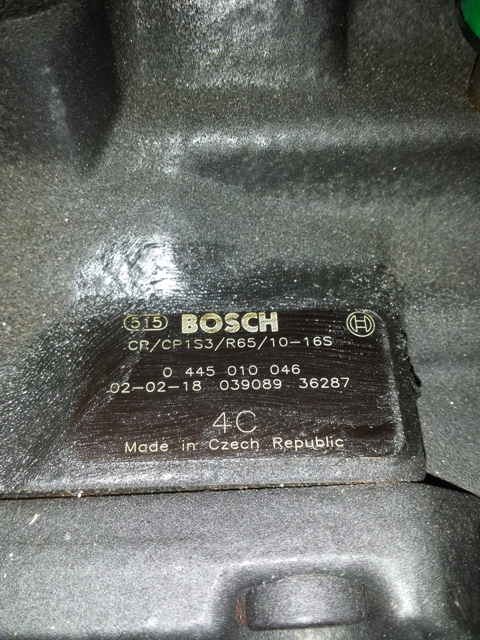 515 BOSCH H
CR/CP1S3/R65/10-16S
0 445 010 046
02-02-18 039089 36287
4C
Made in Czech Republic